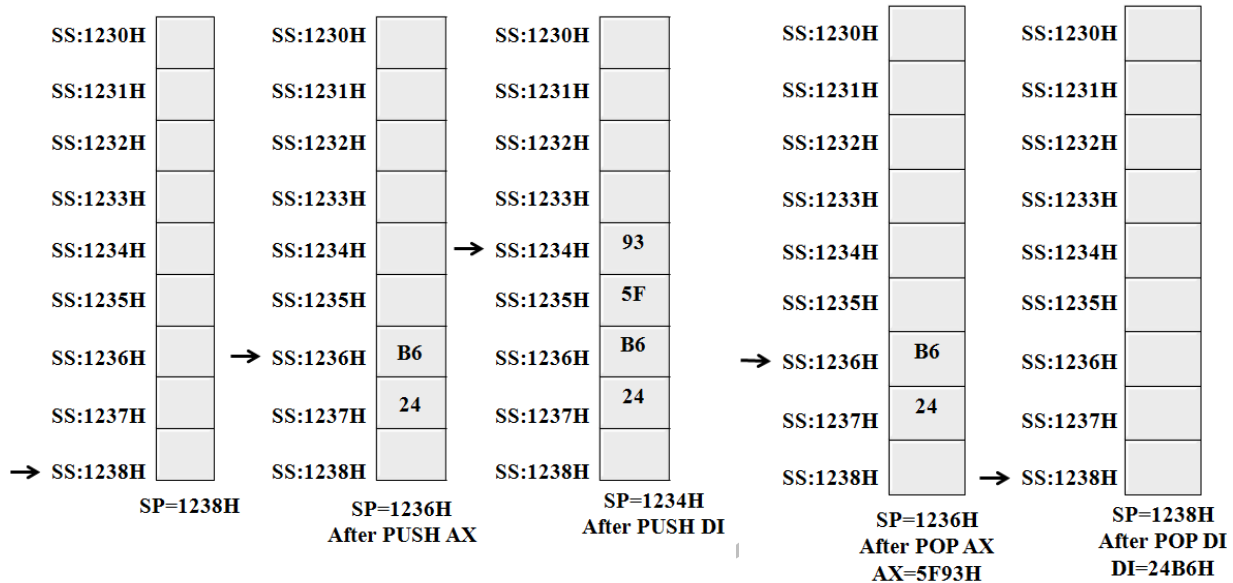 SS:1230H
SS:1231H
SS:1232H
SS:1233H
SS:1234H
SS:1235H
SS:1236H
SS:1237H
→ SS:1238H
SP=1238H
SS:1230H
SS:1231H
SS:1232H
SS:1233H
SS:1234H
SS:1235H
→ SS:1236H B6
SS:1237H 24
SS:1238H
SP=1236H
After PUSH AX
SS:1230H
SS:1231H
SS:1232H
SS:1233H
→ SS:1234H 93
SS:1235H 5F
SS:1236H B6
SS:1237H 24
SS:1238H
SP=1234H
After PUSH DI
SS:1230H
SS:1231H
SS:1232H
SS:1233H
SS:1234H
SS:1235H
→ SS:1236H B6
SS:1237H 24
SS:1238H
SP=1236H
After POP AX
AX=5F93H
SS:1230H
SS:1231H
SS:1232H
SS:1233H
SS:1234H
SS:1235H
SS:1236H
SS:1237H
→ SS:1238H
SP=1238H
After POP DI
DI=24B6H